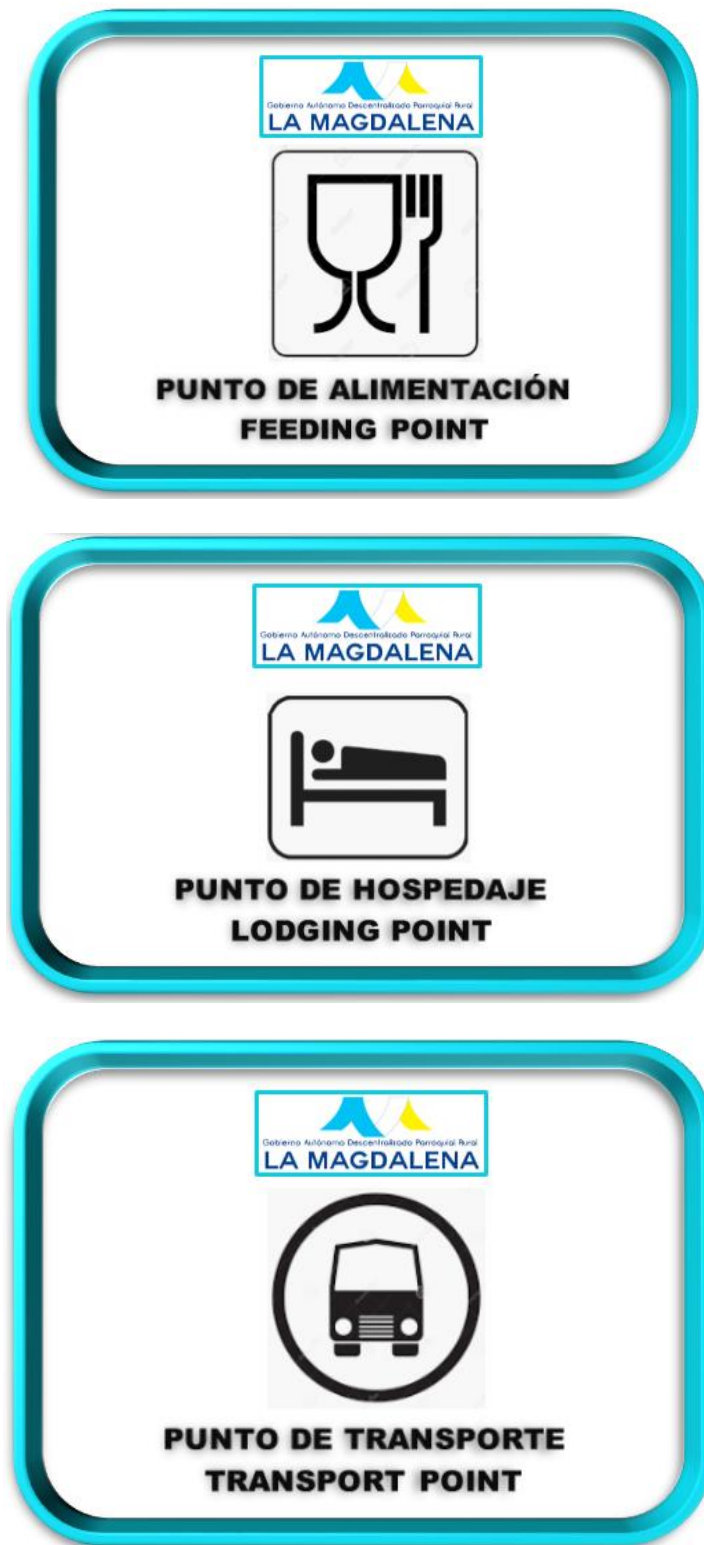 Gobierno Autónomo Descentralizado Parroquial Rural
LA MAGDALENA
PUNTO DE ALIMENTACIÓN
FEEDING POINT
Gobierno Autónomo Descentralizado Parroquial Rural
LA MAGDALENA
PUNTO DE HOSPEDAJE
LODGING POINT
Gobierno Autónomo Descentralizado Parroquial Rural
LA MAGDALENA
PUNTO DE TRANSPORTE
TRANSPORT POINT